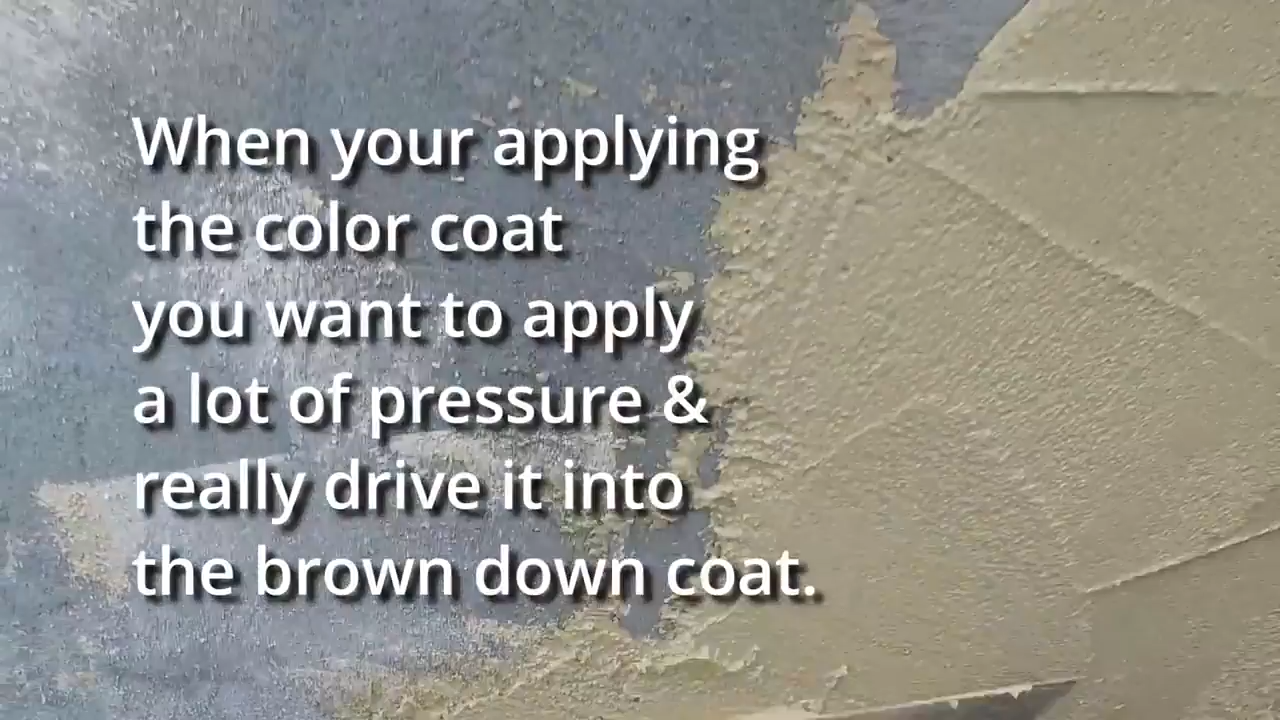 When your applying
the color coat
you want to apply
a lot of pressure &
really drive it into
the brown down coat.